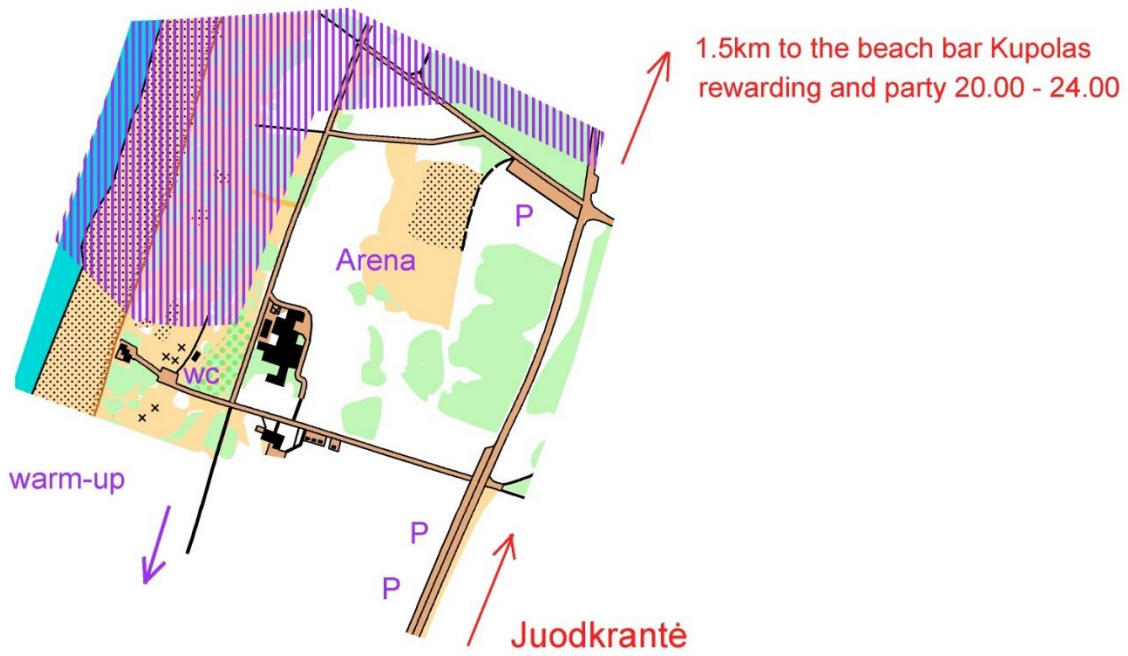 1.5km to the beach bar Kupolas
rewarding and party 20.00 - 24.00
P
Arena
wc
warm-up
P
P
Juodkrantė